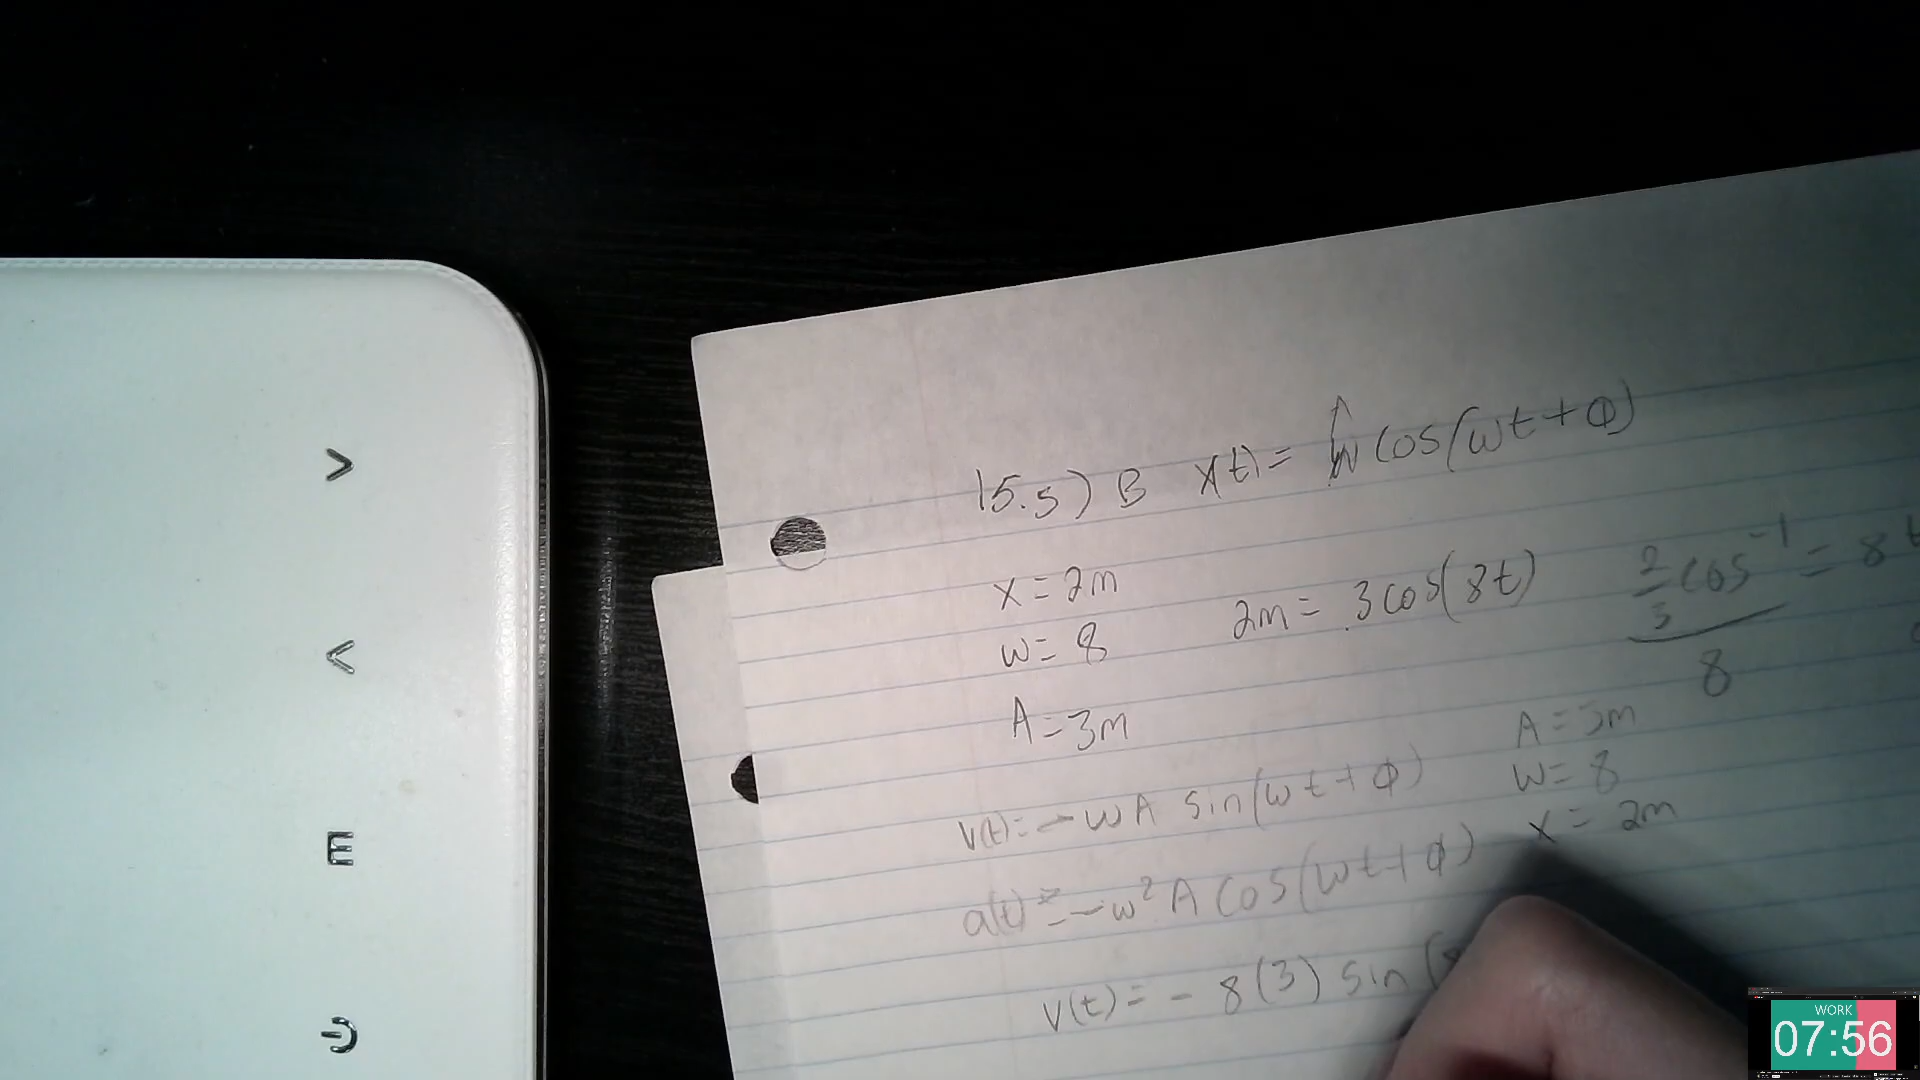 15.5) B x(t) = A cos(ωt + φ)
x = 2m
2m = 3cos(8t)
2/3 cos⁻¹ = 8t
8
w = 8
A = 3m
A = 3m
w = 8
x = 2m
v(t) = -ωA sin(ωt + φ)
a(t) = -ω² A cos(ωt + φ)
v(t) = - 8(3) sin(
WORK
07:56